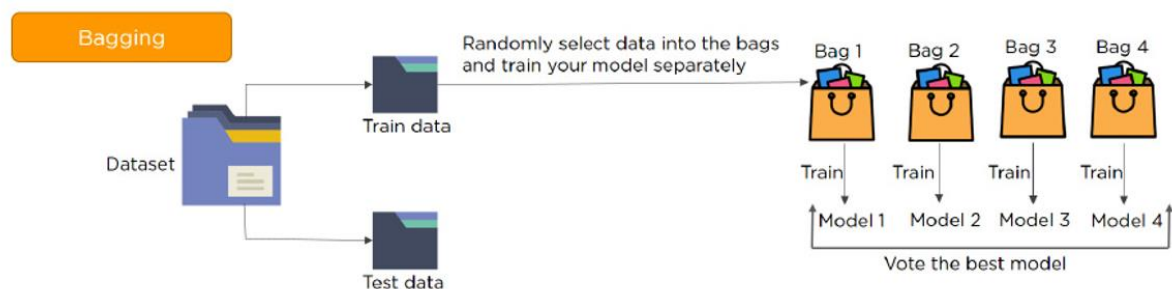 Bagging
Randomly select data into the bags
and train your model separately
Bag 1
Bag 2
Bag 3
Bag 4
Train data
Dataset
Train
Train
Train
Train
Model 1
Model 2
Model 3
Model 4
Vote the best model
Test data